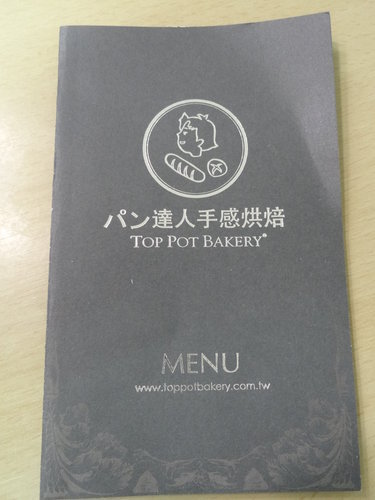 パン達人手感烘焙
TOP POT BAKERY®
MENU
www.toppotbakery.com.tw